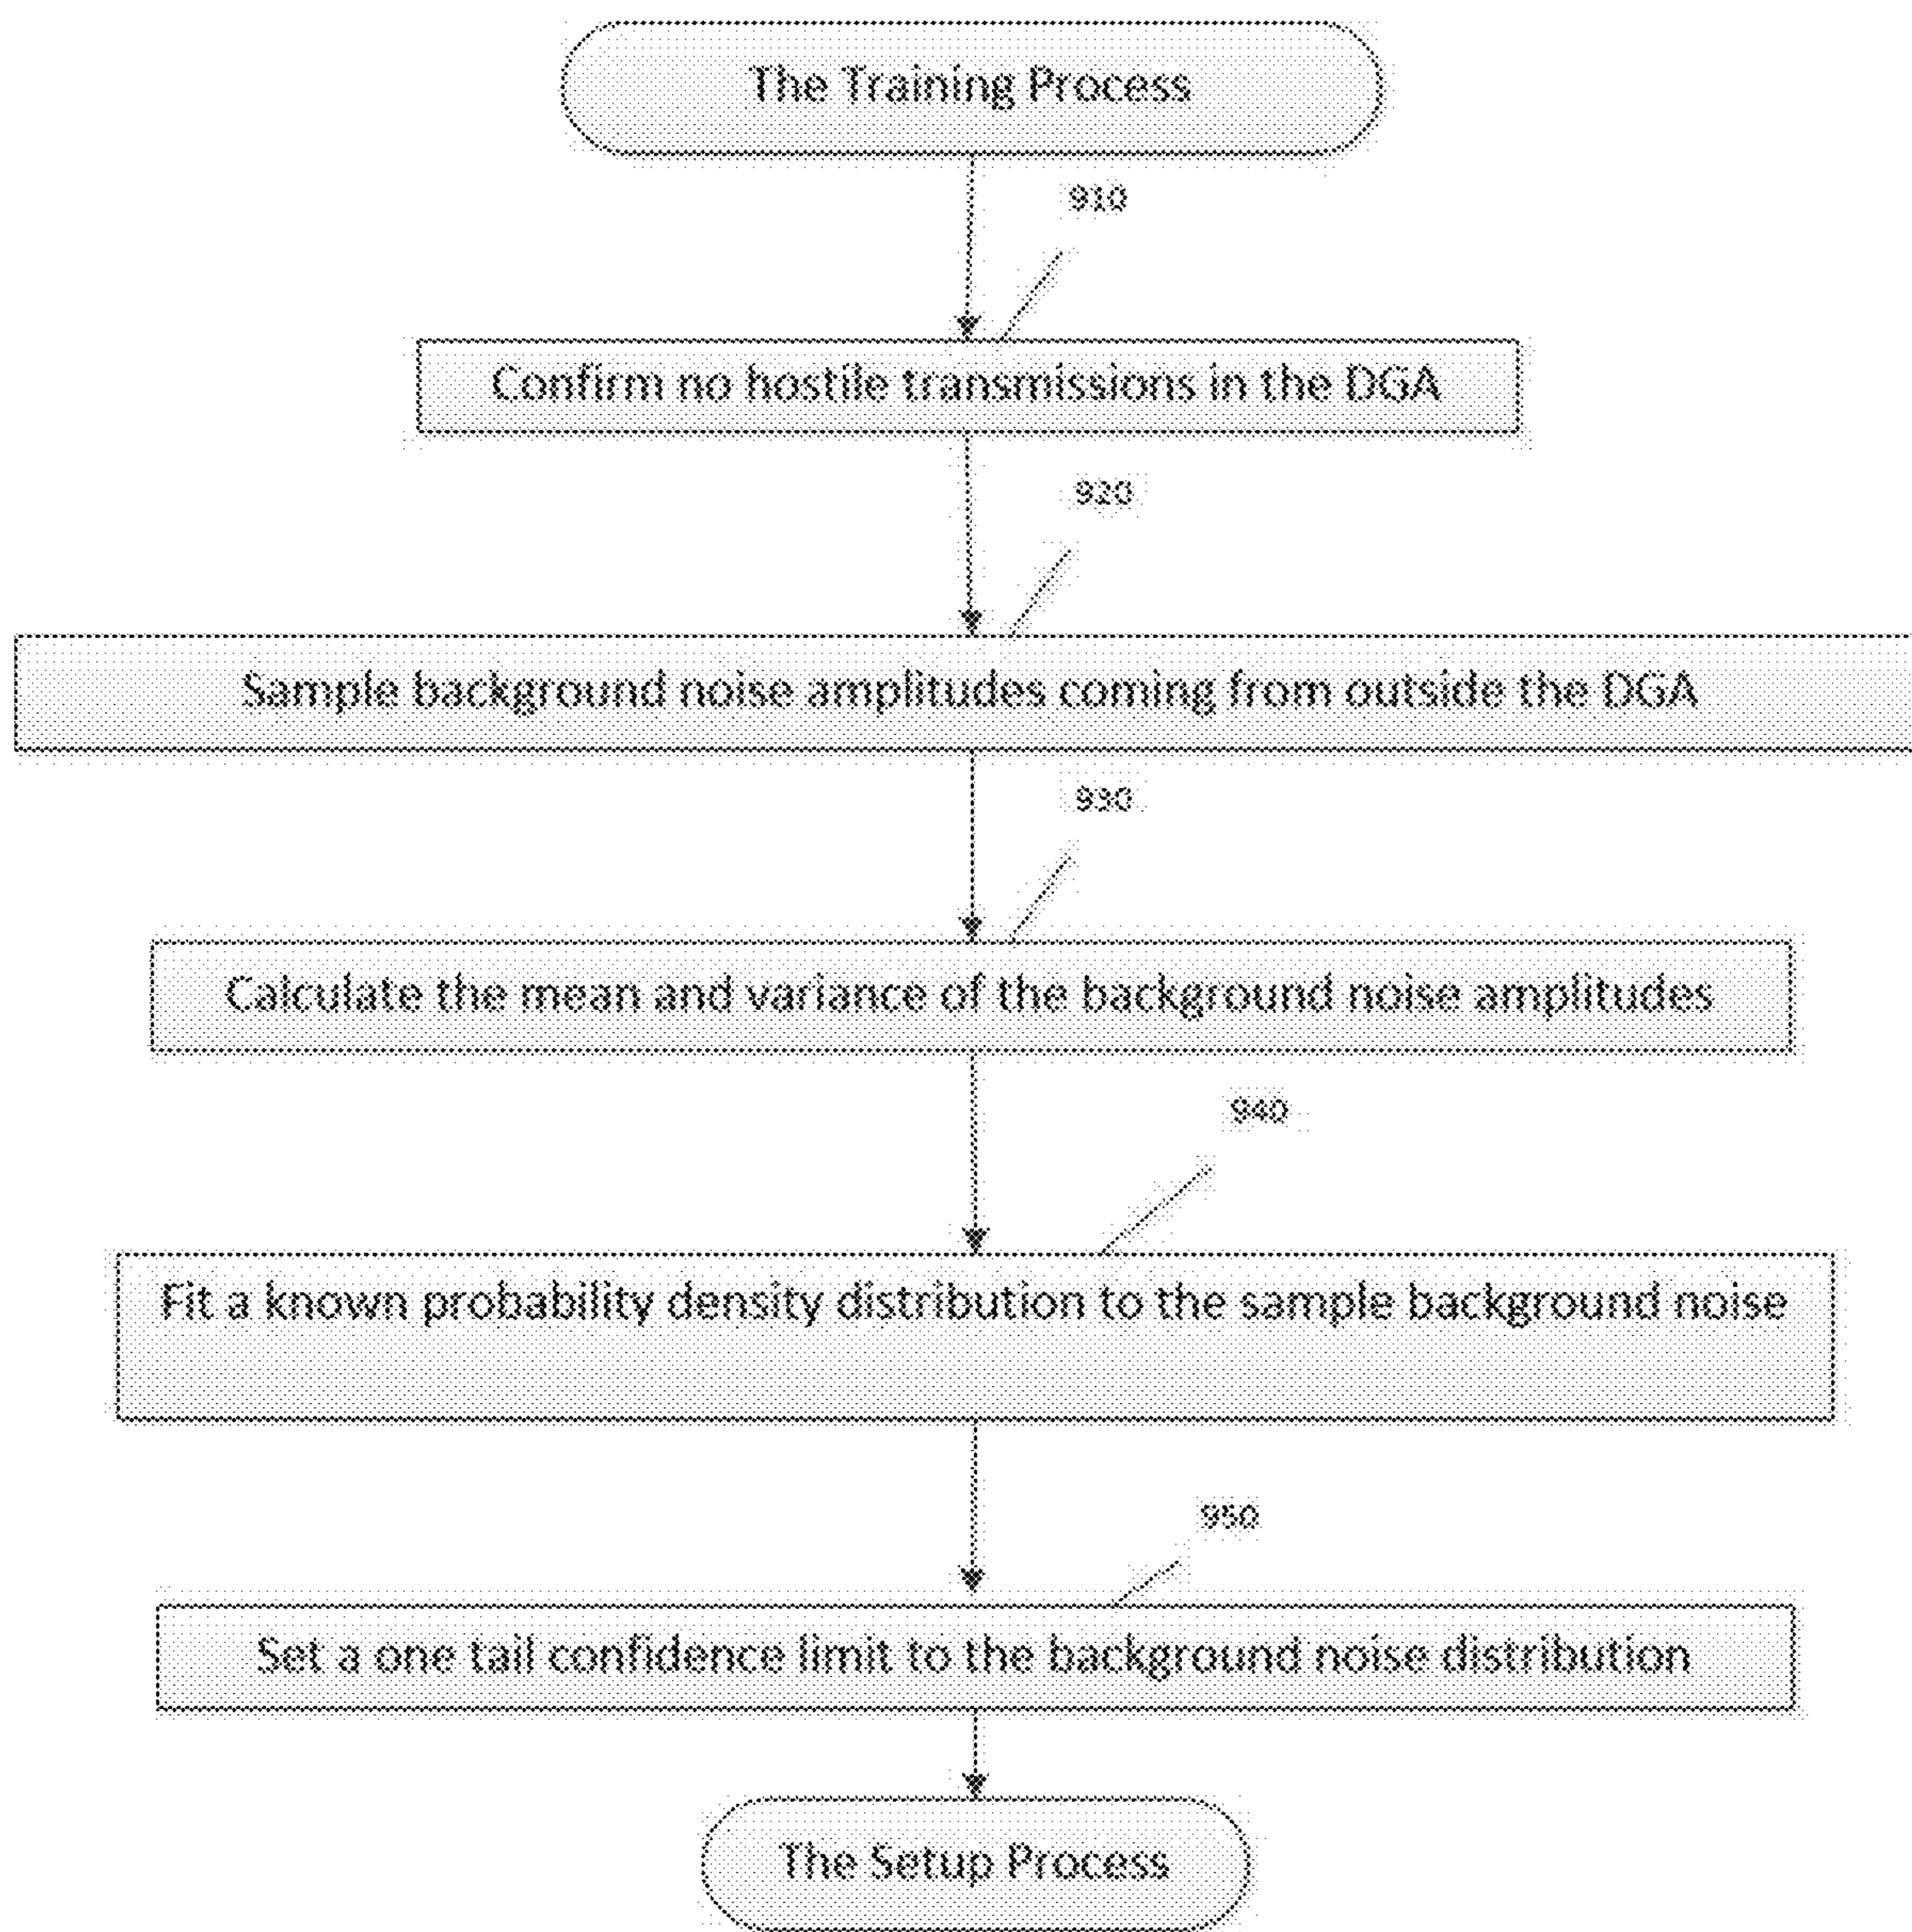 The Training Process
910
Confirm no hostile transmissions in the DGA
920
Sample background noise amplitudes coming from outside the DGA
930
Calculate the mean and variance of the background noise amplitudes
940
Fit a known probability density distribution to the sample background noise
950
Set a one tail confidence limit to the background noise distribution
The Setup Process